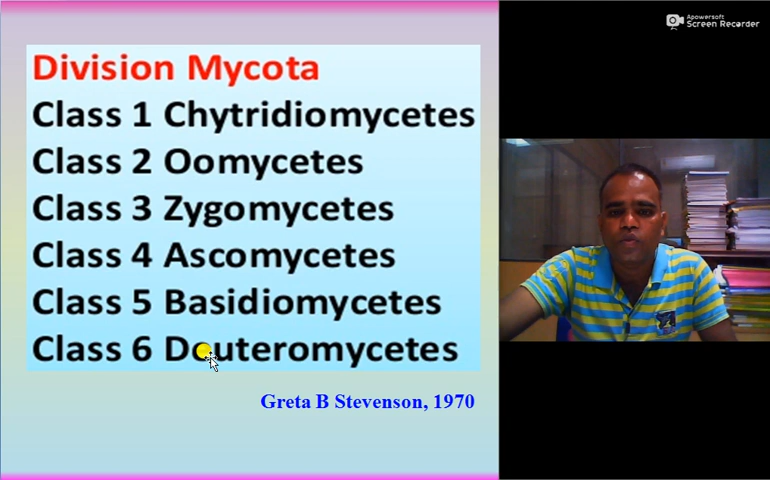 Apowersoft
Screen Recorder
Division Mycota
Class 1 Chytridiomycetes
Class 2 Oomycetes
Class 3 Zygomycetes
Class 4 Ascomycetes
Class 5 Basidiomycetes
Class 6 Deuteromycetes
Greta B Stevenson, 1970